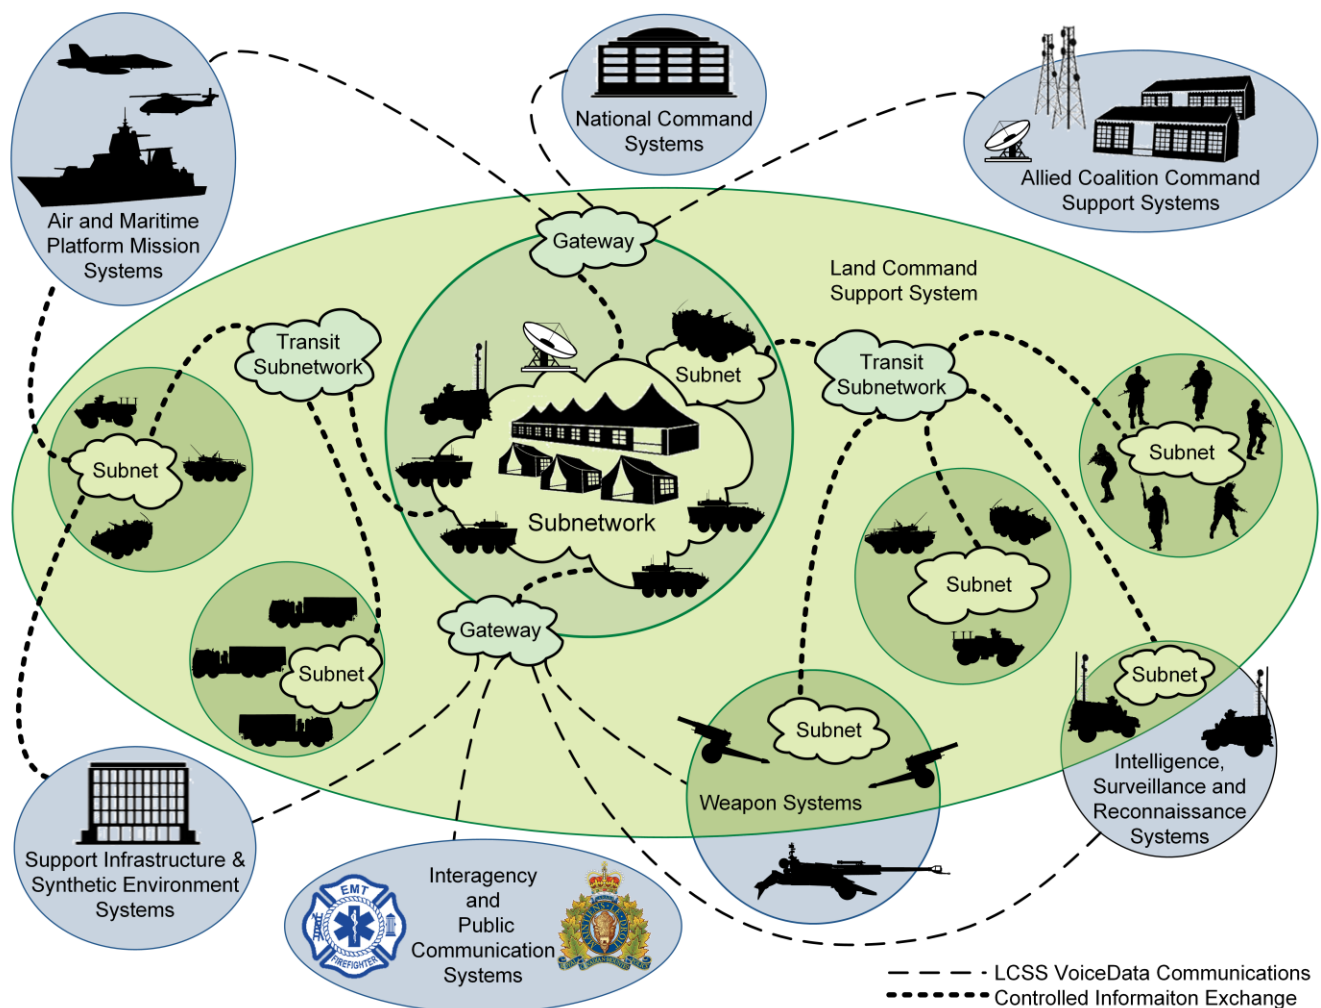 National Command
Systems
Allied Coalition Command
Support Systems
Air and Maritime
Platform Mission
Systems
Gateway
Land Command
Support System
Transit
Subnetwork
Subnet
Transit
Subnetwork
Subnet
Subnet
Subnetwork
Subnet
Gateway
Subnet
Subnet
Subnet
Weapon Systems
Intelligence,
Surveillance and
Reconnaissance
Systems
Support Infrastructure &
Synthetic Environment
Systems
EMT
FIREFIGHTER
Interagency
and
Public
Communication
Systems
LCSS VoiceData Communications
Controlled Informaiton Exchange